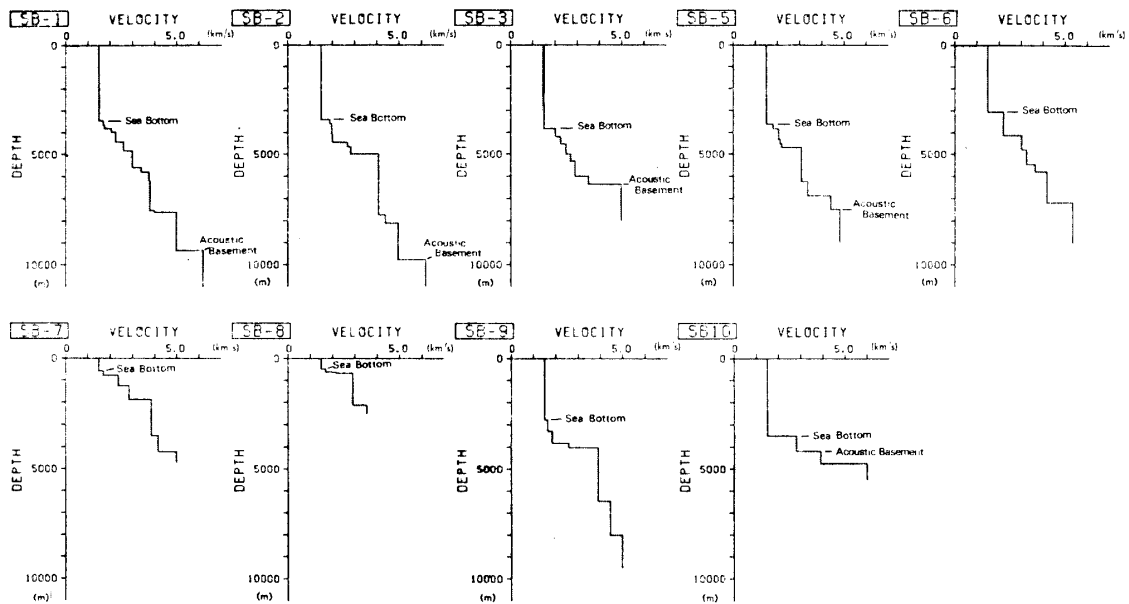 SB-1 VELOCITY SB-2 VELOCITY SB-3 VELOCITY SB-5 VELOCITY SB-6 VELOCITY
0 5.0 (km/s) 0 5.0 (km/s) 0 5.0 (km/s) 0 5.0 (km/s) 0 5.0 (km/s)
0 0 0 0 0
Sea Bottom Sea Bottom Sea Bottom Sea Bottom Sea Bottom
DEPTH DEPTH DEPTH DEPTH DEPTH
5000 5000 5000 5000 5000
Acoustic Basement Acoustic Basement Acoustic Basement Acoustic Basement
10000 10000 10000 10000 10000
(m) (m) (m) (m) (m)
SB-7 VELOCITY SB-8 VELOCITY SB-9 VELOCITY SB10 VELOCITY
0 5.0 (km/s) 0 5.0 (km/s) 0 5.0 (km/s) 0 5.0 (km/s)
0 0 0 0
Sea Bottom Sea Bottom Sea Bottom Sea Bottom
Acoustic Basement
DEPTH DEPTH DEPTH DEPTH
5000 5000 5000 5000
10000 10000 10000 10000
(m) (m) (m) (m)